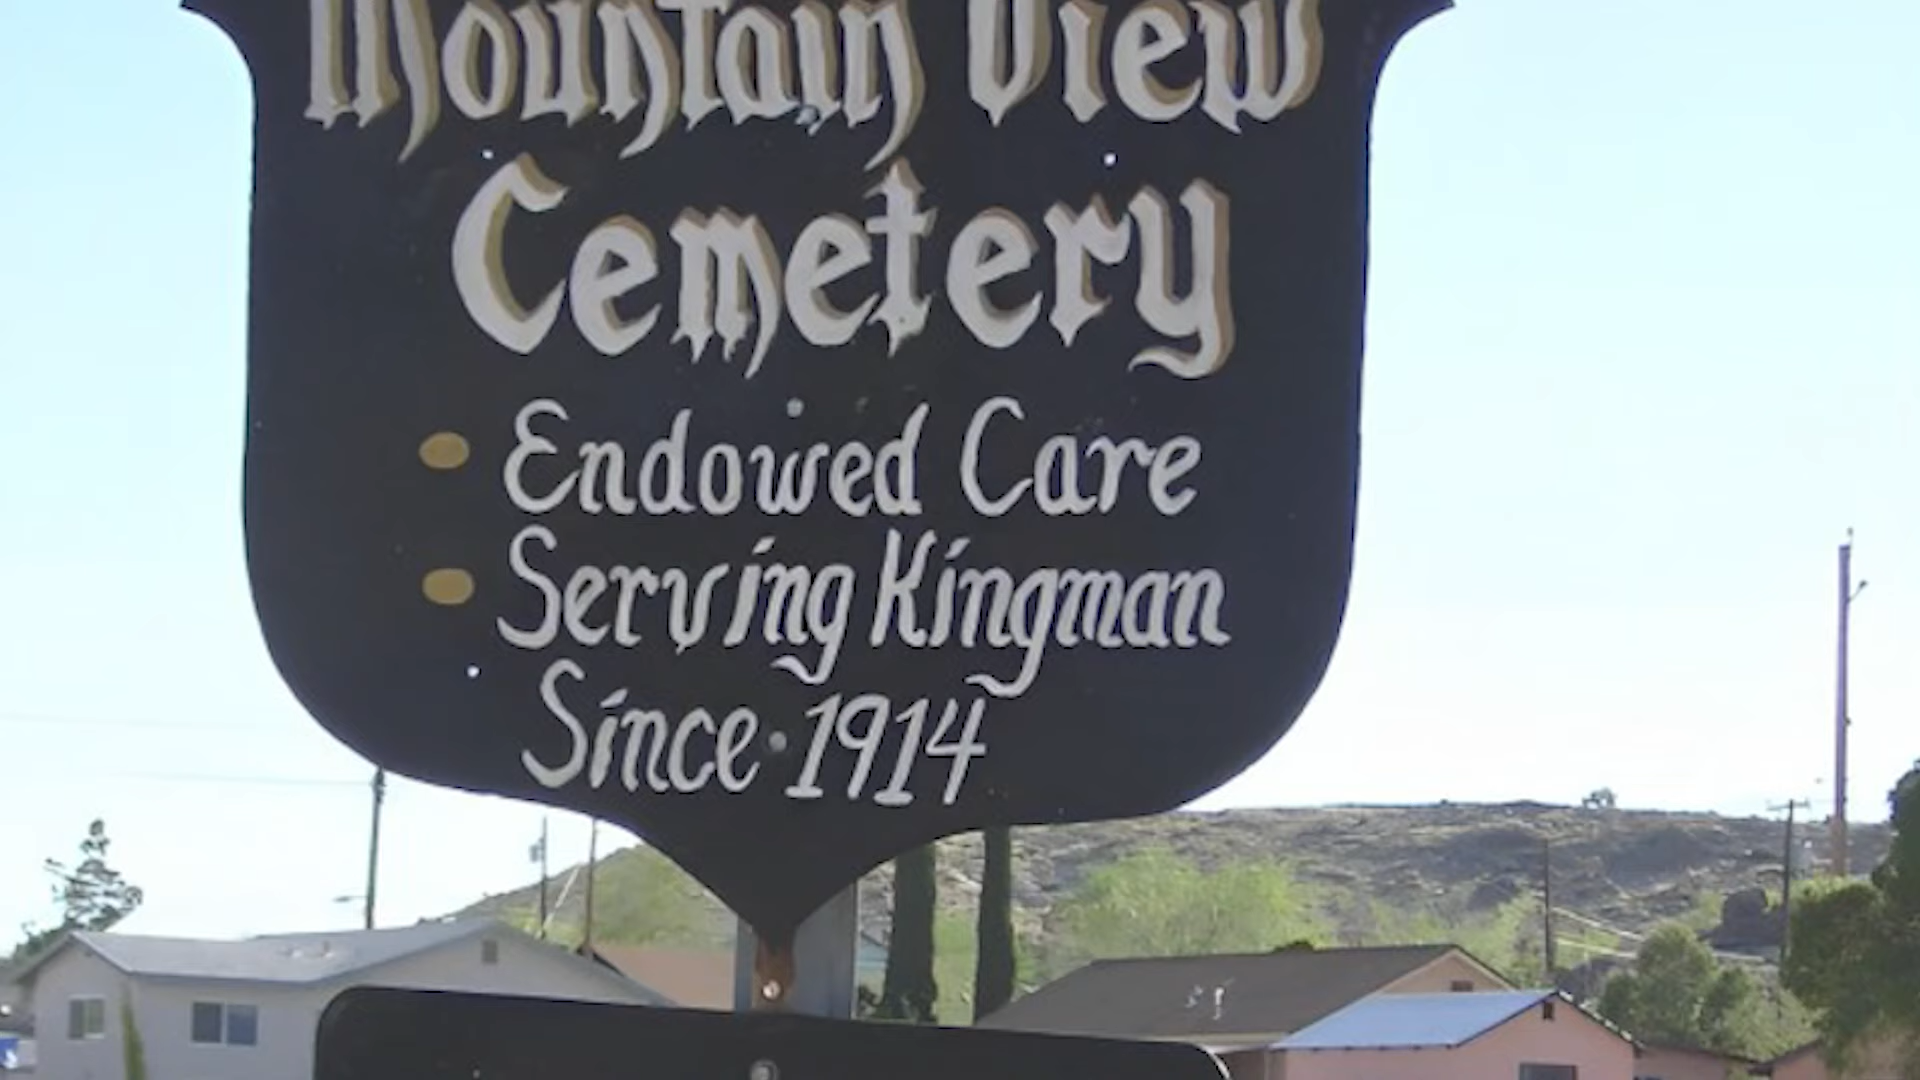 Mountain View
Cemetery
Endowed Care
Serving Kingman
Since 1914